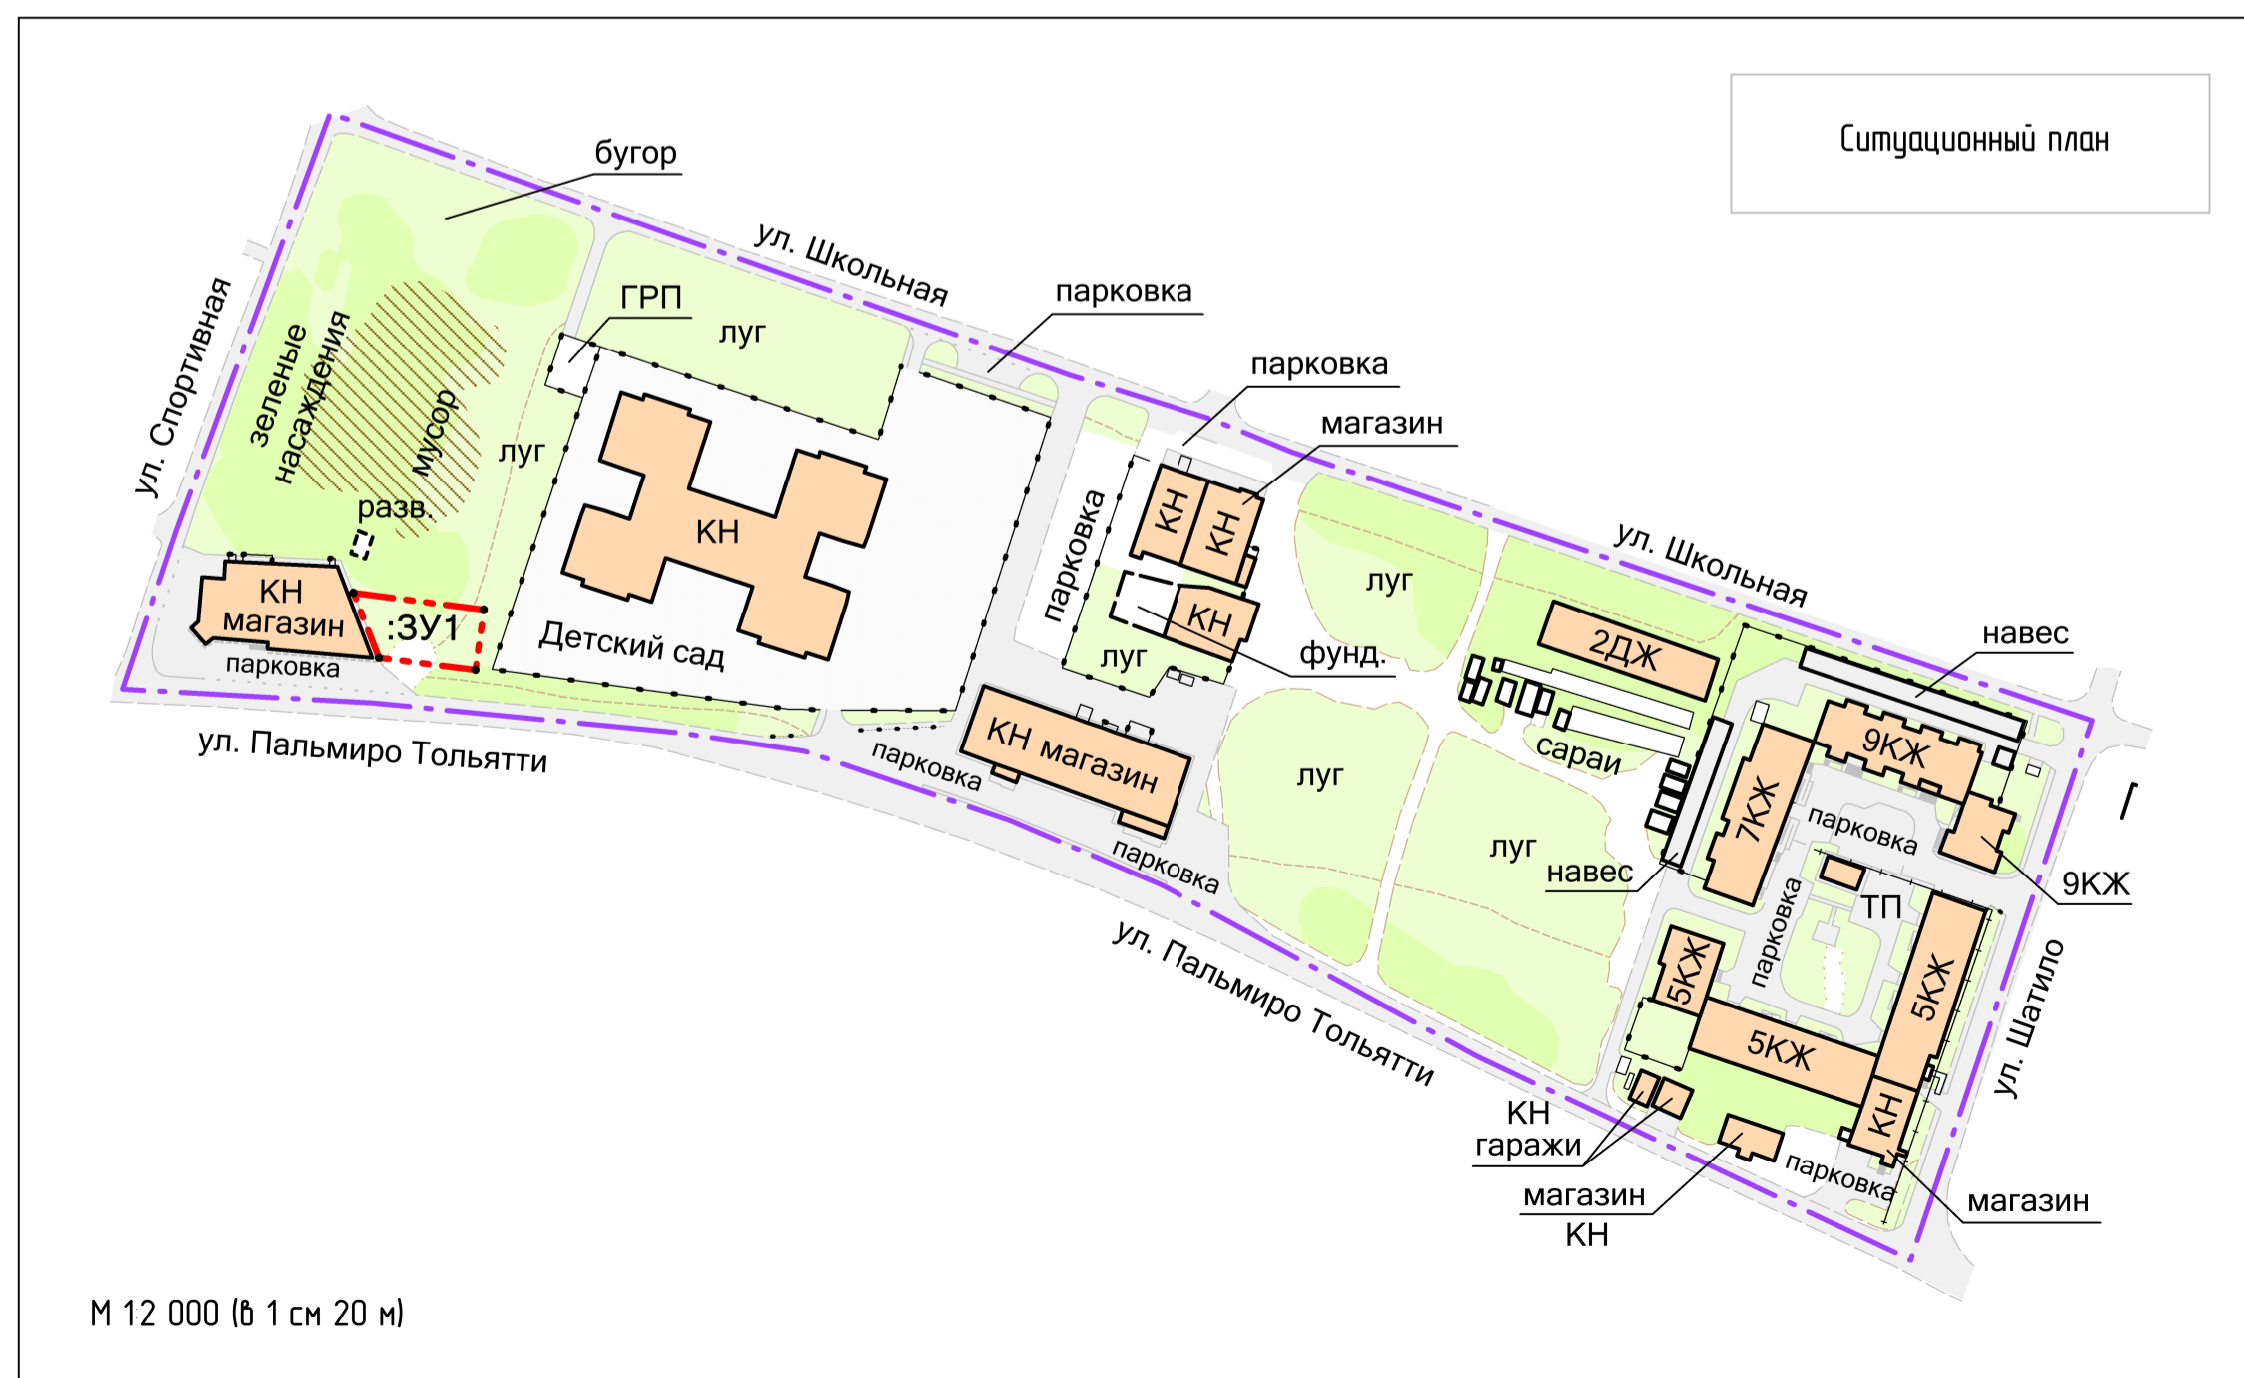 Ситуационный план
бугор
ул. Школьная
ГРП
луг
парковка
парковка
магазин
ул. Спортивная
зеленые
насаждения
мусор
луг
разв.
КН
магазин
:ЗУ1
парковка
КН
Детский сад
парковка
КН
КН
КН
луг
фунд.
ул. Пальмиро Тольятти
парковка
КН магазин
парковка
луг
ул. Школьная
2ДЖ
навес
сараи
луг
луг
9КЖ
7КЖ
парковка
навес
9КЖ
ТП
парковка
5КЖ
5КЖ
5КЖ
ул. Шатило
ул. Пальмиро Тольятти
КН
гаражи
КН
парковка
магазин
КН
магазин
М 1:2 000 (в 1 см 20 м)